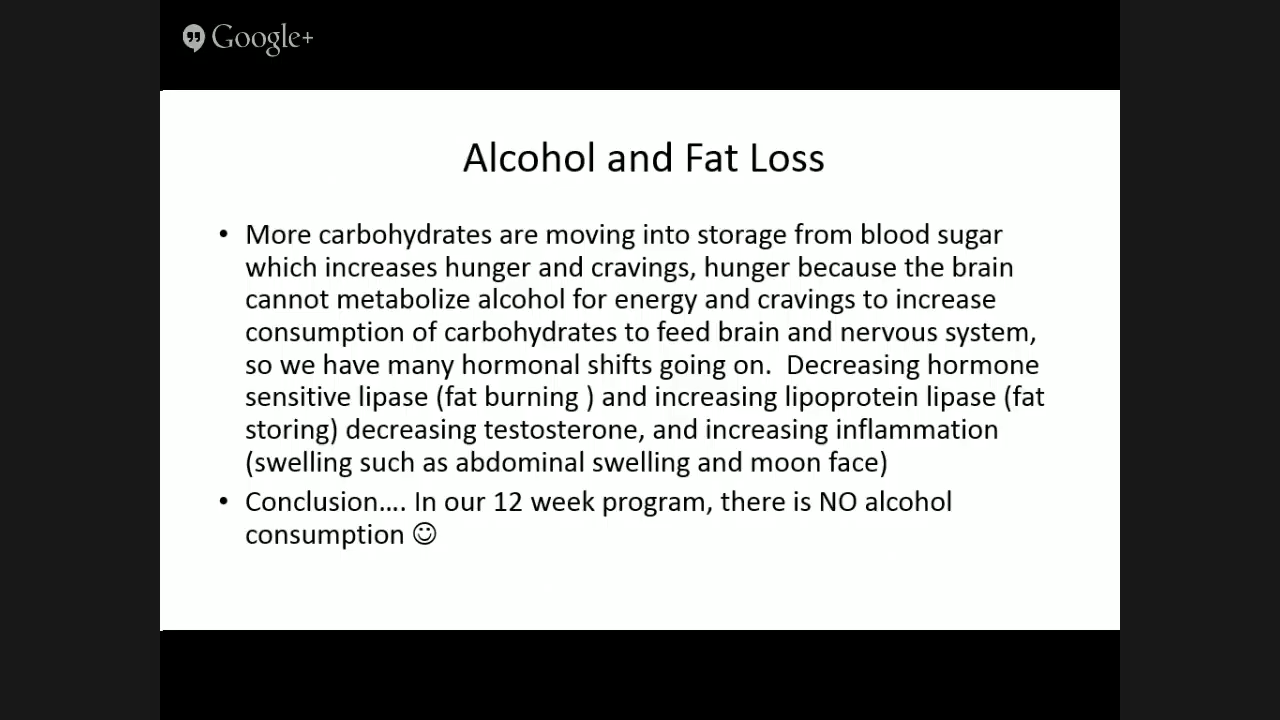 Google+
Alcohol and Fat Loss
• More carbohydrates are moving into storage from blood sugar
which increases hunger and cravings, hunger because the brain
cannot metabolize alcohol for energy and cravings to increase
consumption of carbohydrates to feed brain and nervous system,
so we have many hormonal shifts going on.  Decreasing hormone
sensitive lipase (fat burning ) and increasing lipoprotein lipase (fat
storing) decreasing testosterone, and increasing inflammation
(swelling such as abdominal swelling and moon face)
• Conclusion…. In our 12 week program, there is NO alcohol
consumption ☺